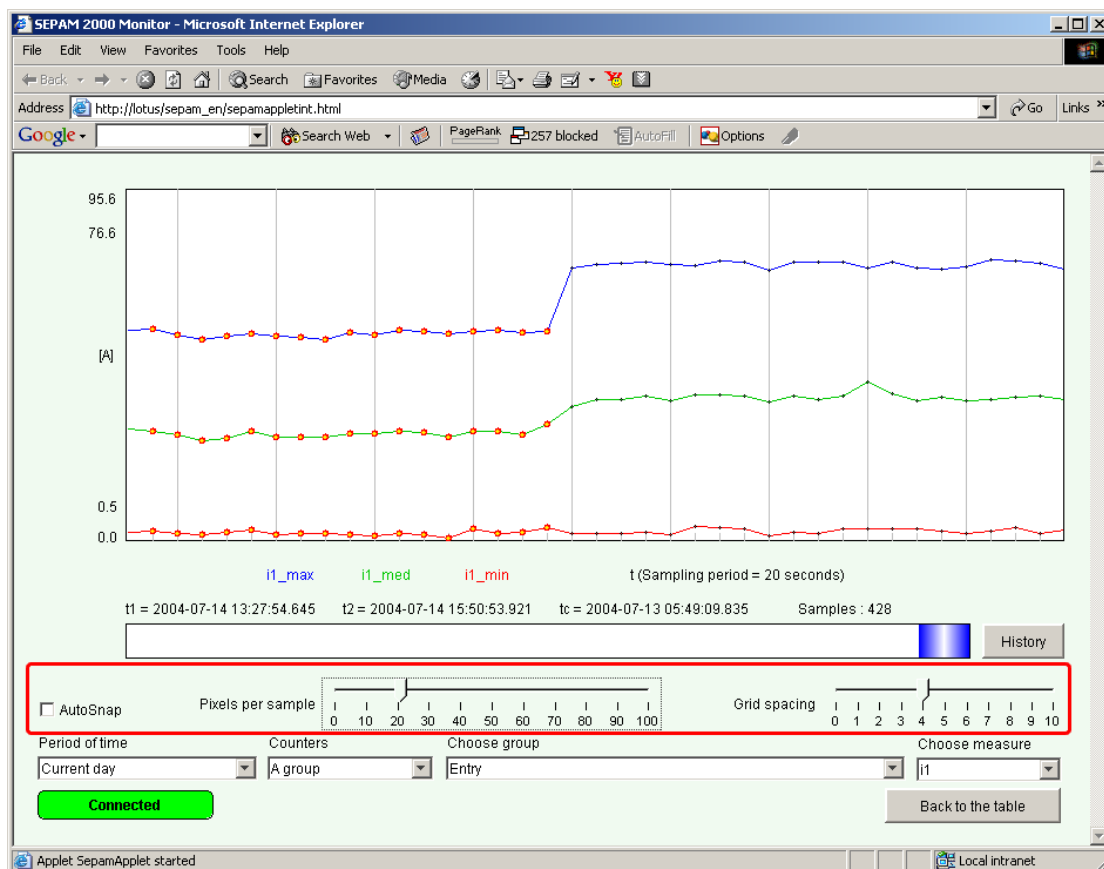 SEPAM 2000 Monitor - Microsoft Internet Explorer
File Edit View Favorites Tools Help
Back Search Favorites Media
Address http://lotus/sepam_en/sepamappletint.html Go Links »
Google Search Web PageRank 257 blocked AutoFill Options
95.6
76.6
[A]
0.5
0.0
i1_max i1_med i1_min t (Sampling period = 20 seconds)
t1 = 2004-07-14 13:27:54.645 t2 = 2004-07-14 15:50:53.921 tc = 2004-07-13 05:49:09.835 Samples : 428
History
AutoSnap Pixels per sample Grid spacing
0 10 20 30 40 50 60 70 80 90 100 0 1 2 3 4 5 6 7 8 9 10
Period of time Counters Choose group Choose measure
Current day A group Entry i1
Connected Back to the table
Applet SepamApplet started Local intranet